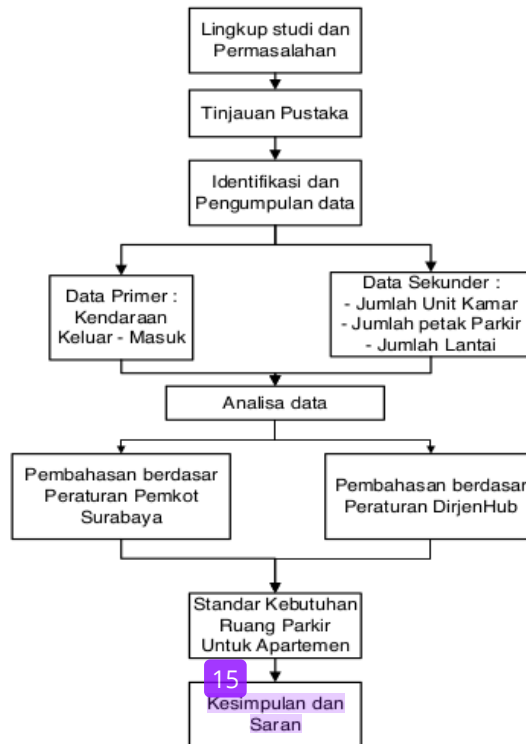 Lingkup studi dan
Permasalahan
Tinjauan Pustaka
Identifikasi dan
Pengumpulan data
Data Primer :
Kendaraan
Keluar - Masuk
Data Sekunder :
- Jumlah Unit Kamar
- Jumlah petak Parkir
- Jumlah Lantai
Analisa data
Pembahasan berdasar
Peraturan Pemkot
Surabaya
Pembahasan berdasar
Peraturan DirjenHub
Standar Kebutuhan
Ruang Parkir
Untuk Apartemen
15
Kesimpulan dan
Saran